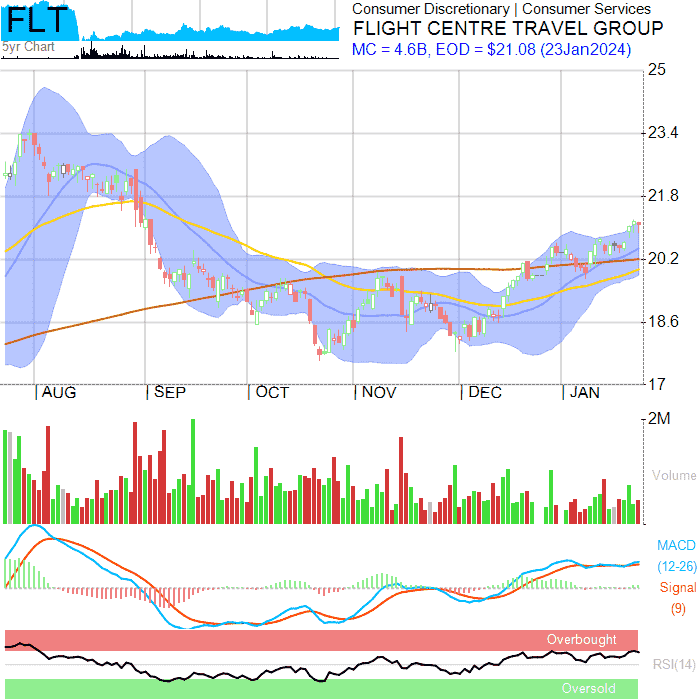 FLT
5yr Chart
Consumer Discretionary | Consumer Services
FLIGHT CENTRE TRAVEL GROUP
MC = 4.6B, EOD = $21.08 (23Jan2024)
25
23.4
21.8
20.2
18.6
17
| AUG | SEP | OCT | NOV | DEC | JAN
2M
Volume
MACD
(12-26)
Signal
(9)
Overbought
RSI(14)
Oversold